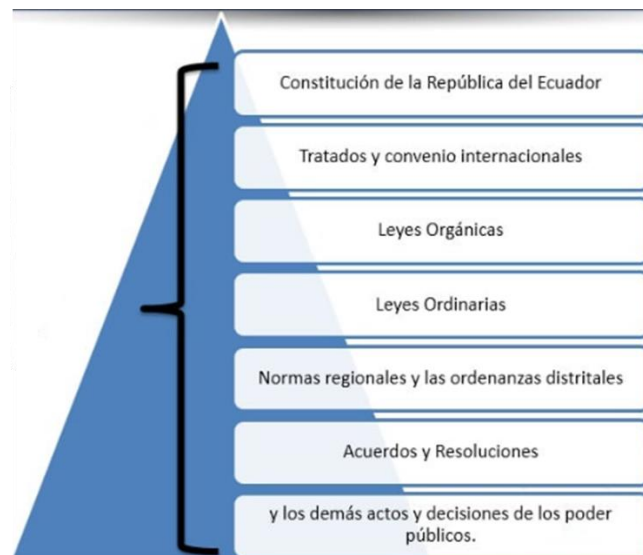 Constitución de la República del Ecuador
Tratados y convenio internacionales
Leyes Orgánicas
Leyes Ordinarias
Normas regionales y las ordenanzas distritales
Acuerdos y Resoluciones
y los demás actos y decisiones de los poder
públicos.